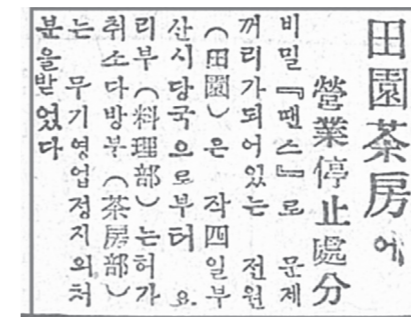 田園茶房에
營業停止處分
비밀『땐스』로 문제
꺼리가되어있는 전원
(田園)은 작四일부
산시당국으로부터 요
리부(料理部)는허가
취소다방부(茶房部)
는 무기영업정지의처
분을받었다